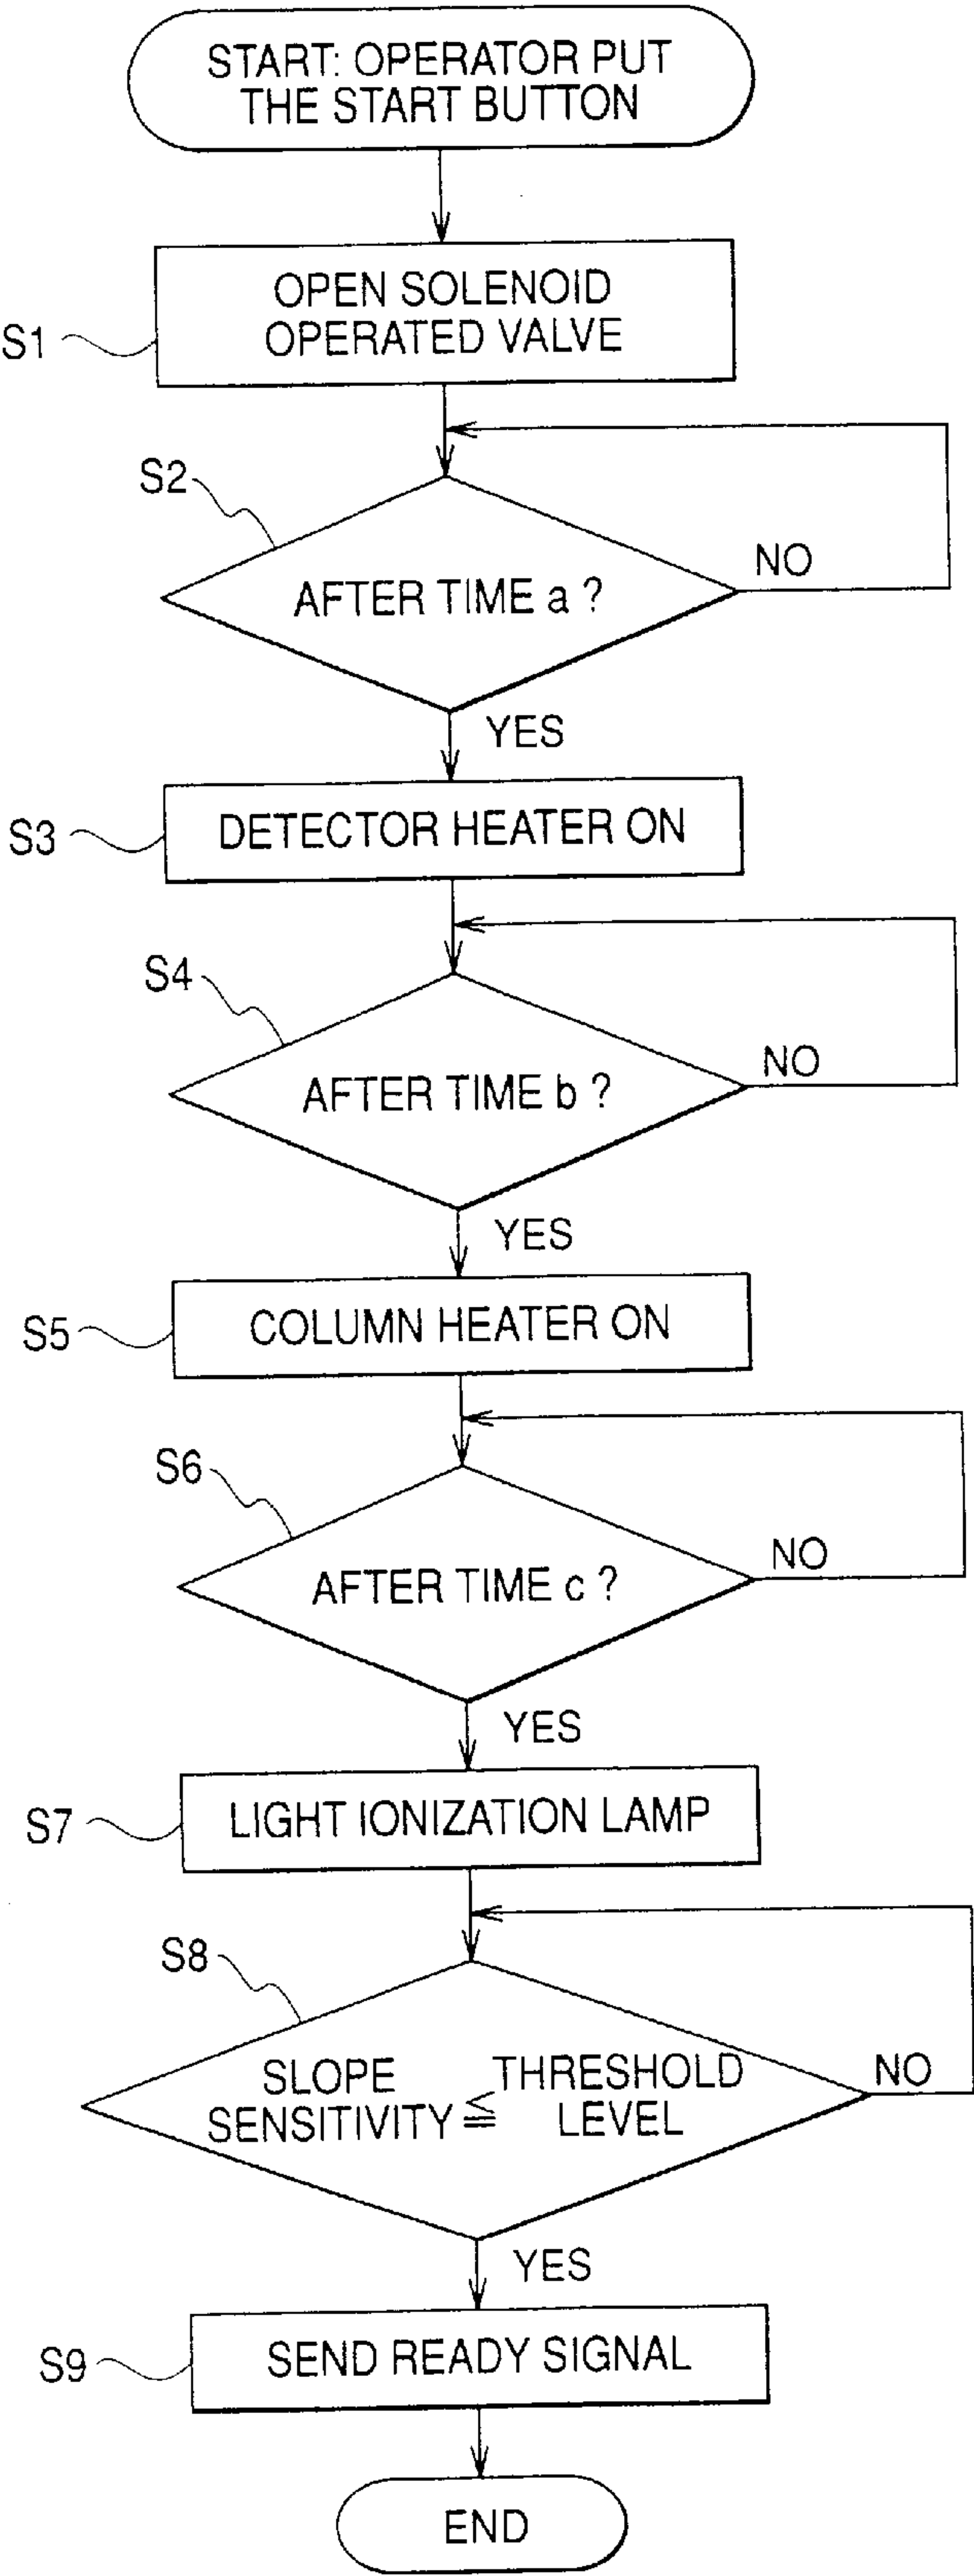 START: OPERATOR PUT
THE START BUTTON
OPEN SOLENOID
OPERATED VALVE
S1
S2
AFTER TIME a ?
NO
YES
S3
DETECTOR HEATER ON
S4
AFTER TIME b ?
NO
YES
S5
COLUMN HEATER ON
S6
AFTER TIME c ?
NO
YES
S7
LIGHT IONIZATION LAMP
S8
SLOPE
SENSITIVITY
≦
THRESHOLD
LEVEL
NO
YES
S9
SEND READY SIGNAL
END